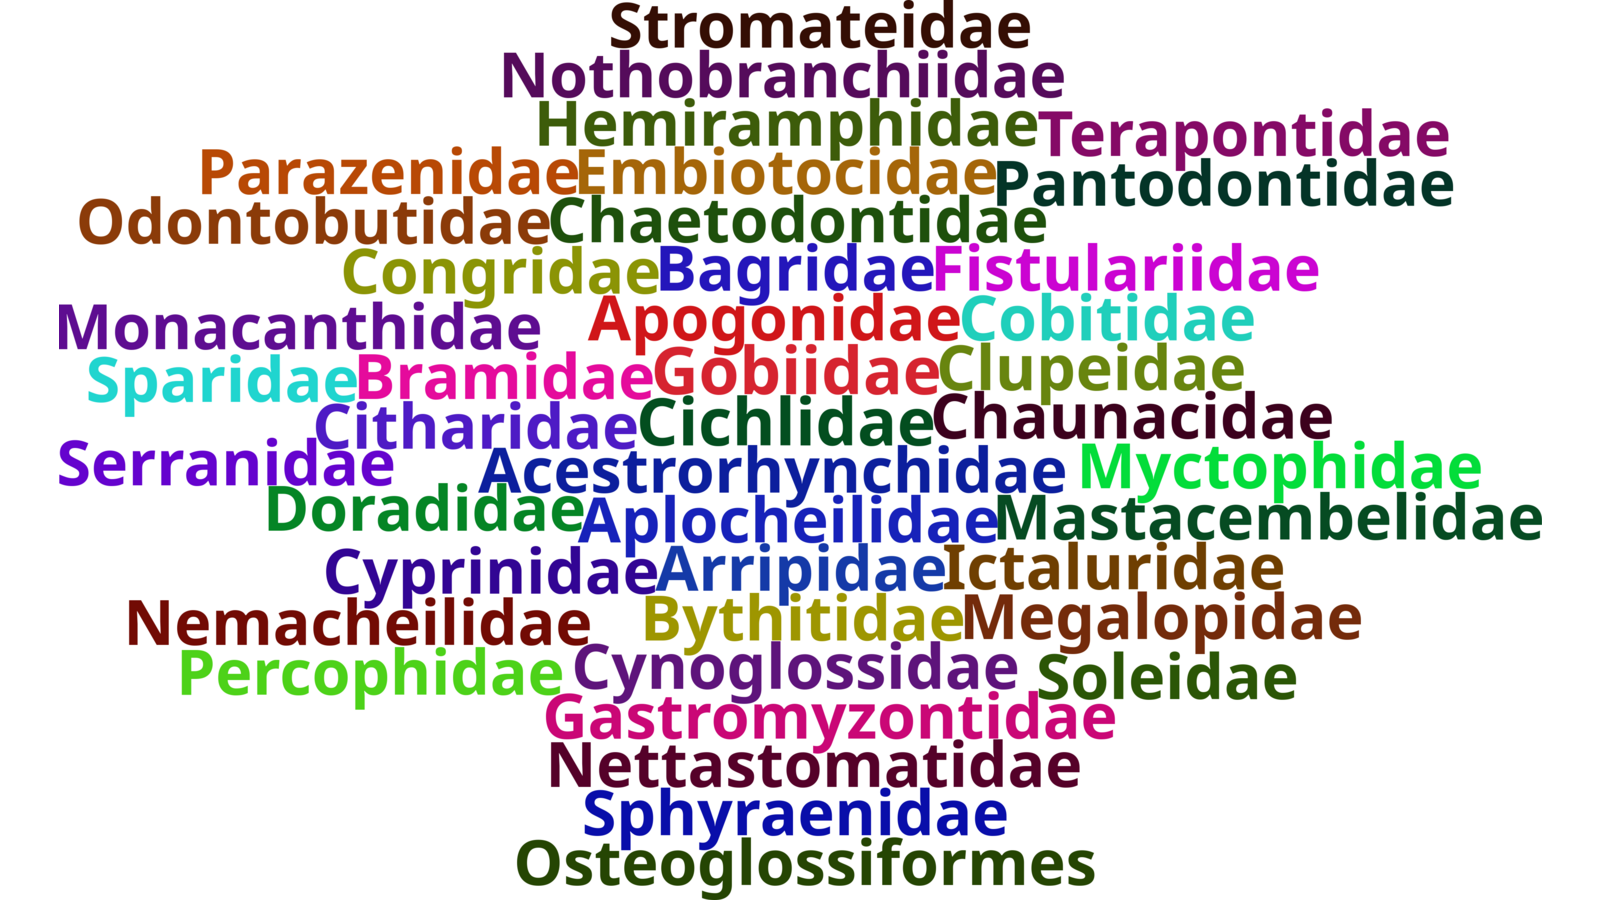 Stromateidae
Nothobranchiidae
Hemiramphidae Terapontidae
Parazenidae Embiotocidae Pantodontidae
Odontobutidae Chaetodontidae
Congridae Bagridae Fistulariidae
Monacanthidae Apogonidae Cobitidae
Sparidae Bramidae Gobiidae Clupeidae
Citharidae Cichlidae Chaunacidae
Serranidae Acestrorhynchidae Myctophidae
Doradidae Aplocheilidae Mastacembelidae
Cyprinidae Arripidae Ictaluridae
Nemacheilidae Bythitidae Megalopidae
Percophidae Cynoglossidae Soleidae
Gastromyzontidae
Nettastomatidae
Sphyraenidae
Osteoglossiformes